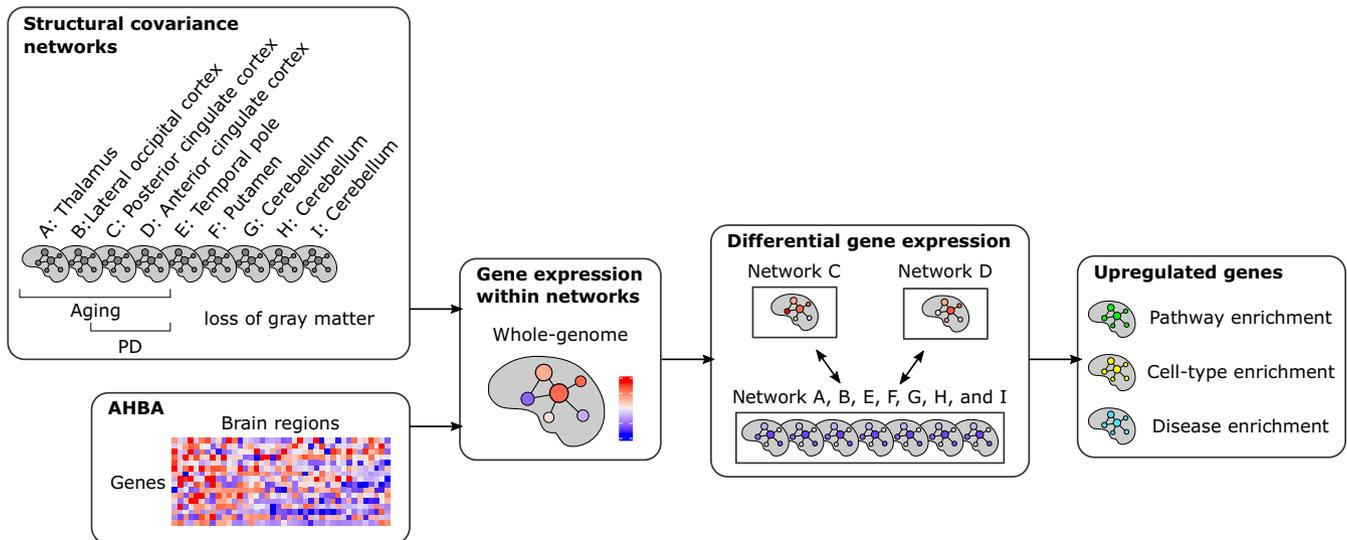 Structural covariance
networks
A: Thalamus
B:Lateral occipital cortex
C: Posterior cingulate cortex
D: Anterior cingulate cortex
E: Temporal pole
F: Putamen
G: Cerebellum
H: Cerebellum
I: Cerebellum
Aging
loss of gray matter
PD
AHBA
Brain regions
Genes
Gene expression
within networks
Whole-genome
Differential gene expression
Network C
Network D
Network A, B, E, F, G, H, and I
Upregulated genes
Pathway enrichment
Cell-type enrichment
Disease enrichment